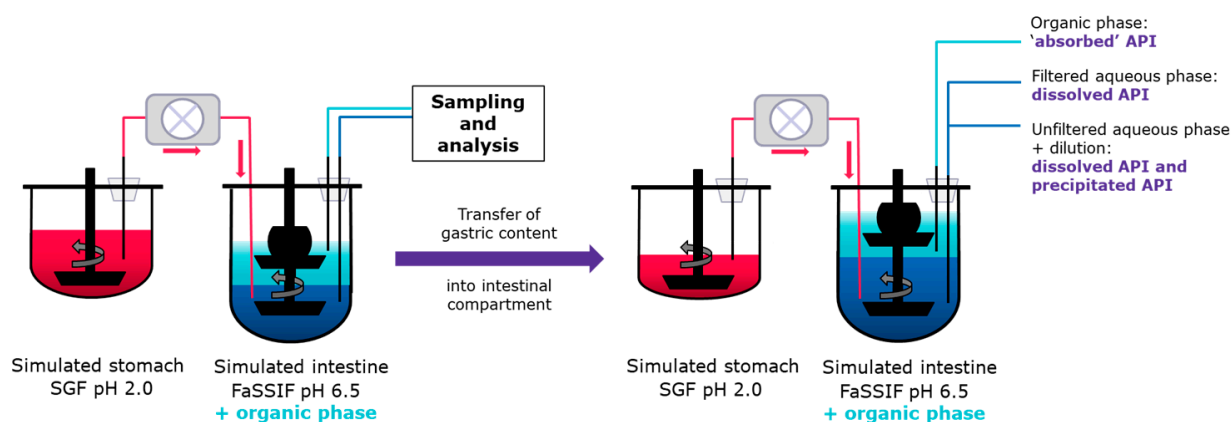 Sampling
and
analysis
Simulated stomach
SGF pH 2.0
Simulated intestine
FaSSIF pH 6.5
+ organic phase
Transfer of
gastric content
into intestinal
compartment
Organic phase:
‘absorbed’ API
Filtered aqueous phase:
dissolved API
Unfiltered aqueous phase
+ dilution:
dissolved API and
precipitated API
Simulated stomach
SGF pH 2.0
Simulated intestine
FaSSIF pH 6.5
+ organic phase